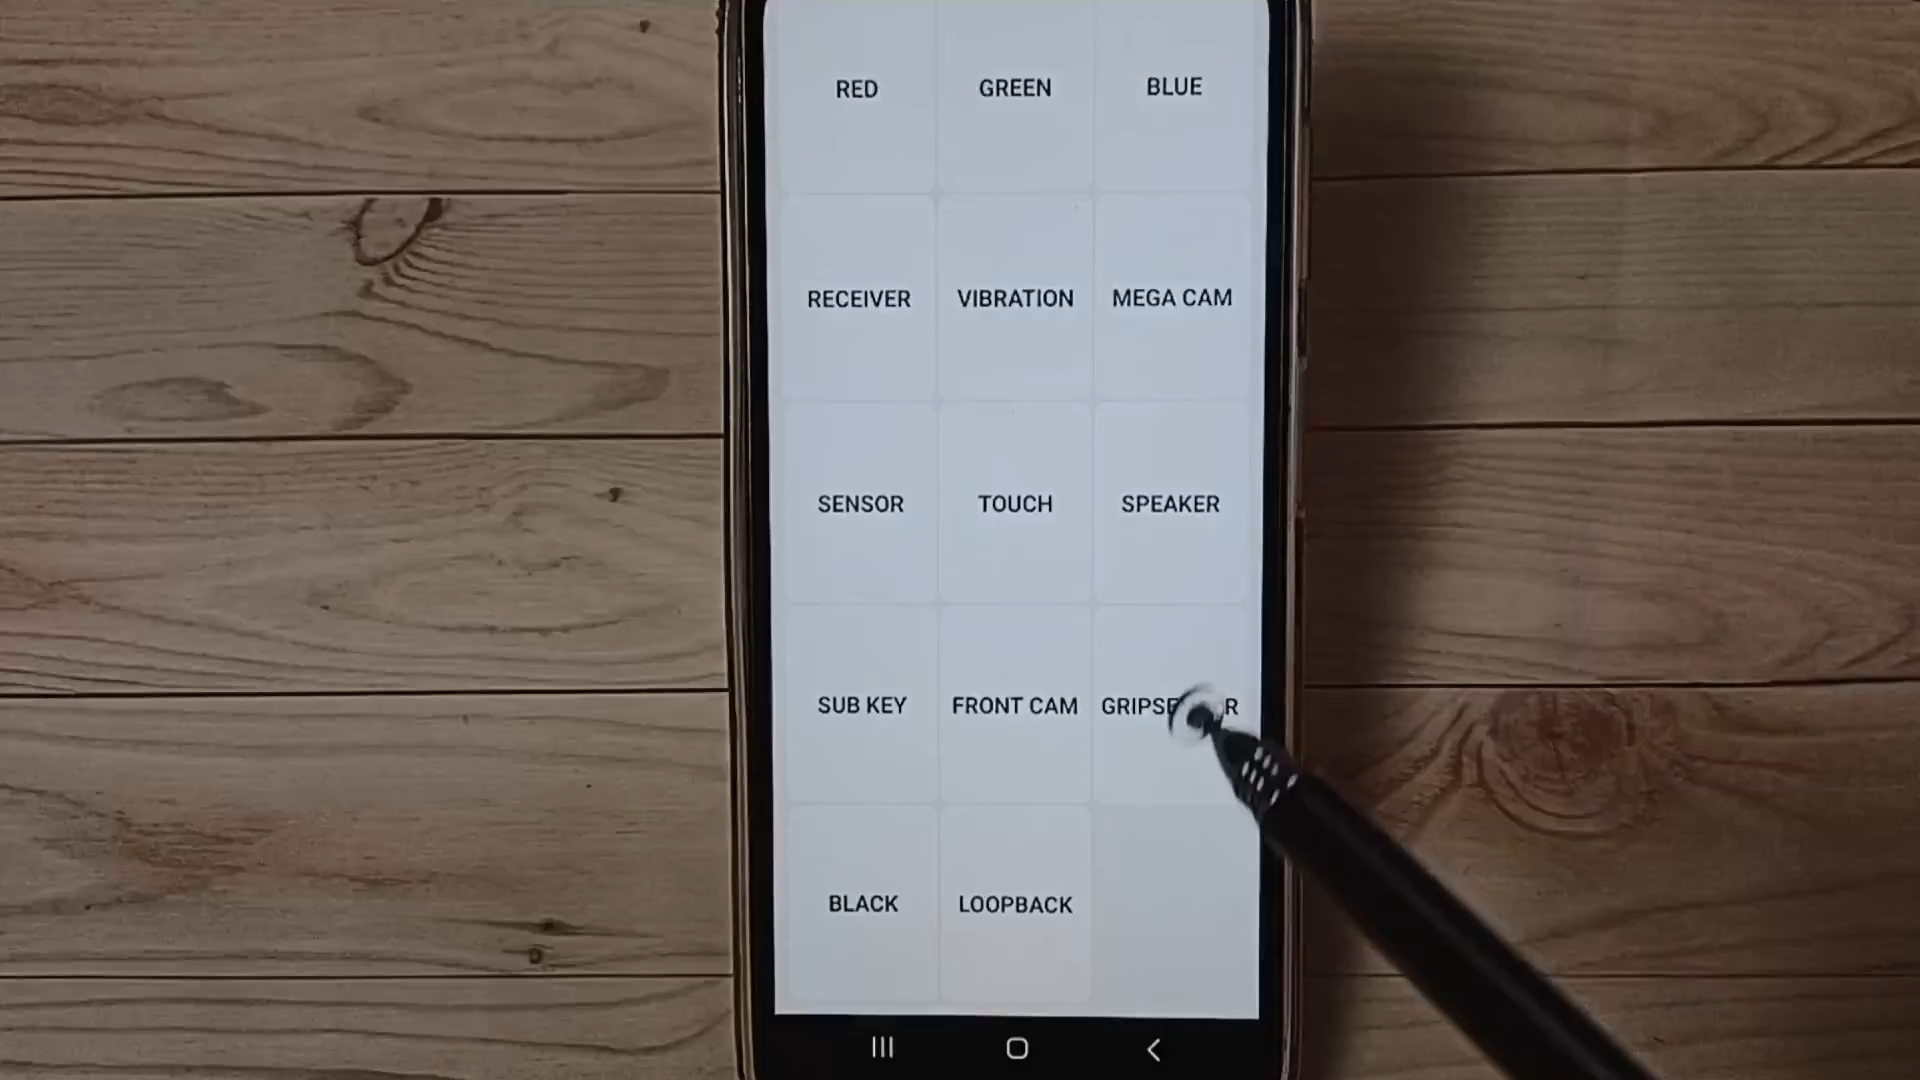 RED GREEN BLUE
RECEIVER VIBRATION MEGA CAM
SENSOR TOUCH SPEAKER
SUB KEY FRONT CAM
BLACK LOOPBACK